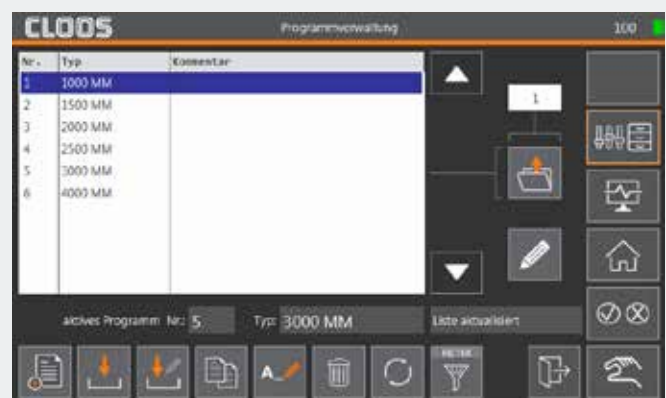 CLOOS Programmverwaltung 100
Nr. Typ Kommentar
1 1000 MM
2 1500 MM
3 2000 MM
4 2500 MM
5 3000 MM
6 4000 MM
1
aktives Programm Nr.: 5 Typ: 3000 MM Liste aktualisiert
A_
FILTER